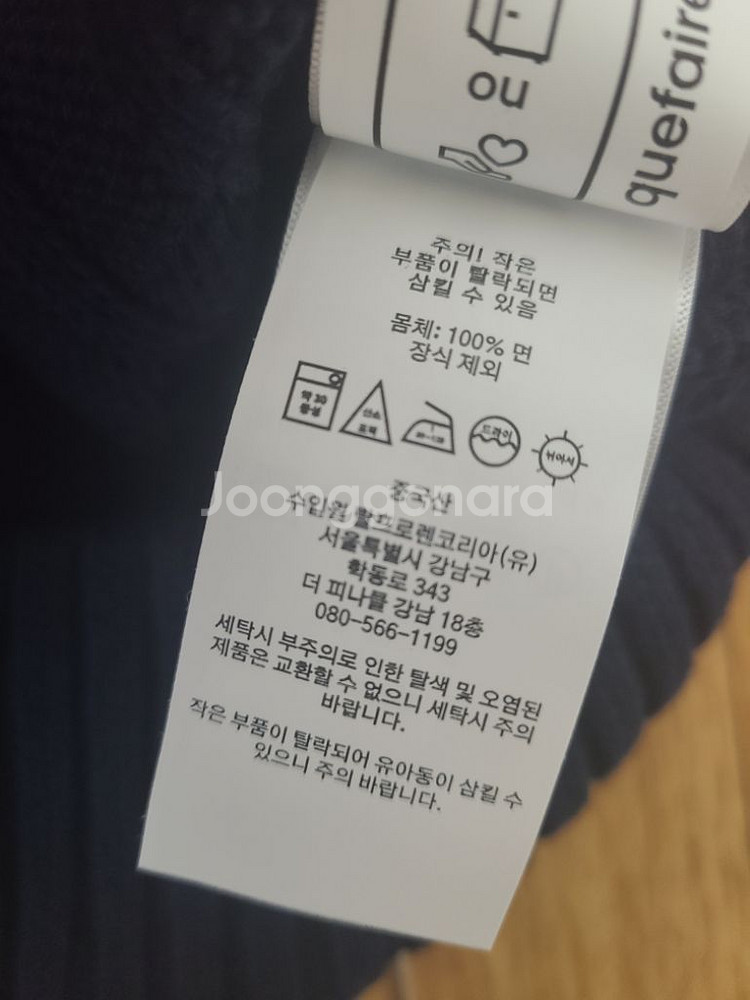 quefaire
ou
주의! 작은
부품이 탈락되면
삼킬 수 있음
몸체: 100% 면
장식 제외
약 30
중성
산소
표백
드라이
뉘어서
중국산
수입원 랄프로렌코리아(유)
서울특별시 강남구
학동로 343
더 피나클 강남 18층
080-566-1199
세탁시 부주의로 인한 탈색 및 오염된
제품은 교환할 수 없으니 세탁시 주의
바랍니다.
작은 부품이 탈락되어 유아동이 삼킬 수
있으니 주의 바랍니다.
Joonggonara